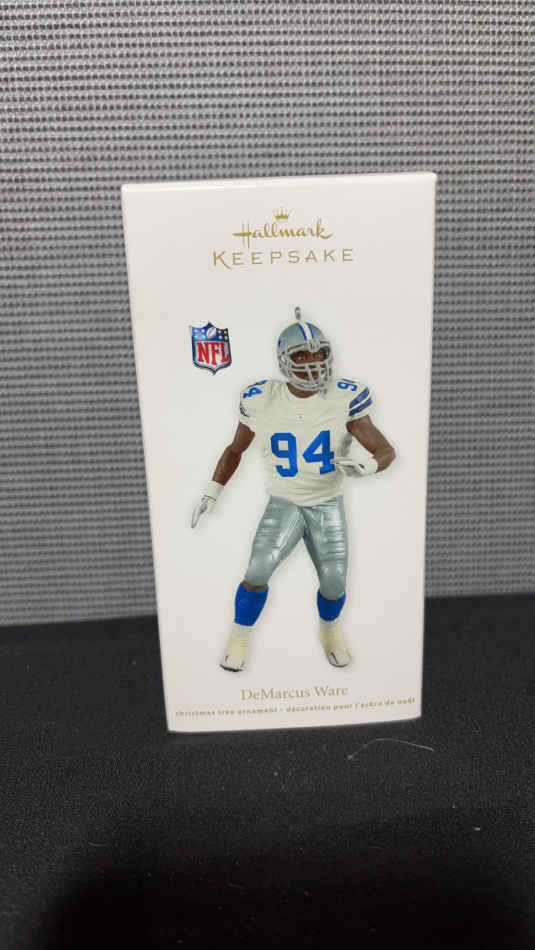 Hallmark
KEEPSAKE
NFL
94
94
94
DeMarcus Ware
christmas tree ornament - décoration pour l'arbre de noël